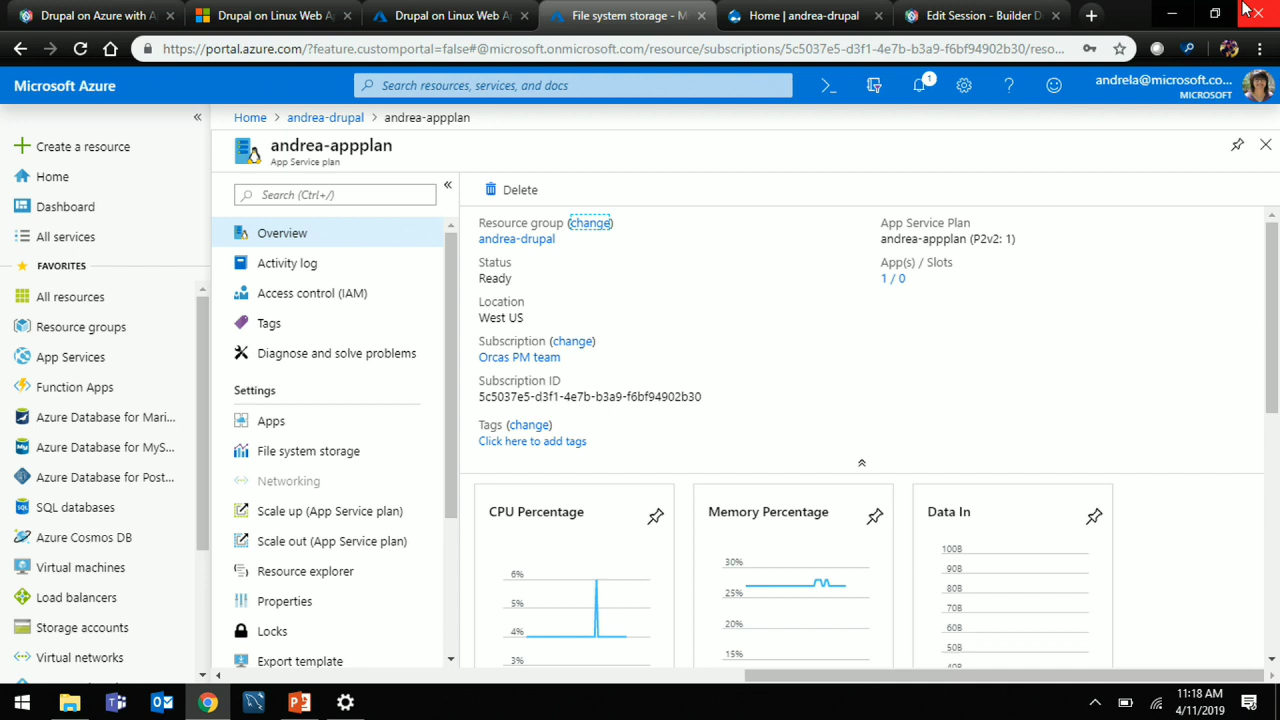 Drupal on Azure with A
Drupal on Linux Web Ap
Drupal on Linux Web Ap
File system storage - M
Home | andrea-drupal
Edit Session - Builder D
https://portal.azure.com/?feature.customportal=false#@microsoft.onmicrosoft.com/resource/subscriptions/5c5037e5-d3f1-4e7b-b3a9-f6bf94902b30/reso...
Microsoft Azure
Search resources, services, and docs
1
andrela@microsoft.co...
MICROSOFT
Create a resource
Home
Dashboard
All services
FAVORITES
All resources
Resource groups
App Services
Function Apps
Azure Database for Mari...
Azure Database for MyS...
Azure Database for Post...
SQL databases
Azure Cosmos DB
Virtual machines
Load balancers
Storage accounts
Virtual networks
Home > andrea-drupal > andrea-appplan
andrea-appplan
App Service plan
Search (Ctrl+/)
Overview
Activity log
Access control (IAM)
Tags
Diagnose and solve problems
Settings
Apps
File system storage
Networking
Scale up (App Service plan)
Scale out (App Service plan)
Resource explorer
Properties
Locks
Export template
Delete
Resource group (change)
andrea-drupal
Status
Ready
Location
West US
Subscription (change)
Orcas PM team
Subscription ID
5c5037e5-d3f1-4e7b-b3a9-f6bf94902b30
Tags (change)
Click here to add tags
App Service Plan
andrea-appplan (P2v2: 1)
App(s) / Slots
1 / 0
CPU Percentage
6%
5%
4%
3%
Memory Percentage
30%
25%
20%
15%
Data In
100B
90B
80B
70B
60B
50B
40B
11:18 AM
4/11/2019